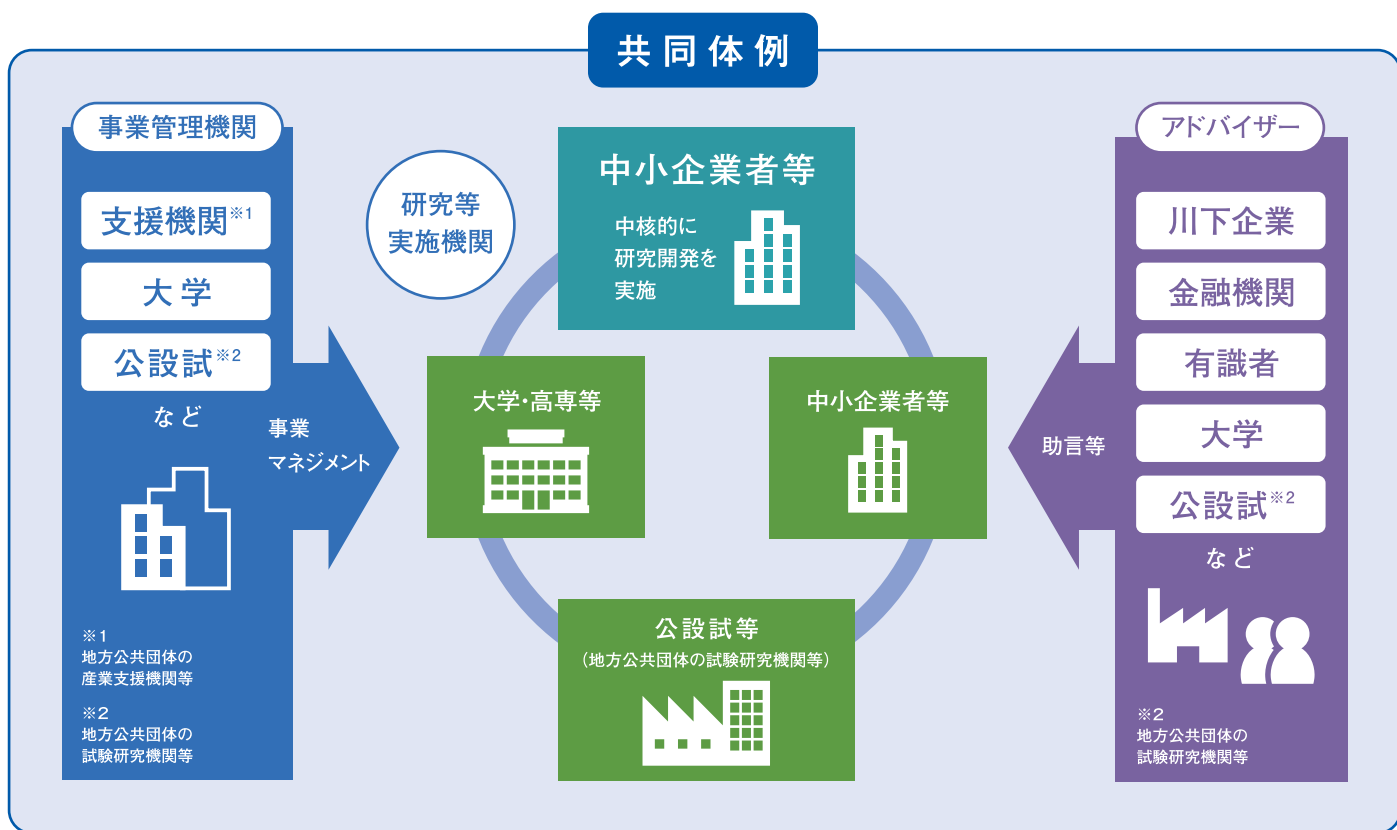 共同体例
事業管理機関
支援機関※1
大学
公設試※2
など
事業
マネジメント
※1
地方公共団体の
産業支援機関等
※2
地方公共団体の
試験研究機関等
研究等
実施機関
中小企業者等
中核的に
研究開発を
実施
大学・高専等
中小企業者等
公設試等
（地方公共団体の試験研究機関等）
アドバイザー
川下企業
金融機関
有識者
大学
公設試※2
など
助言等
※2
地方公共団体の
試験研究機関等